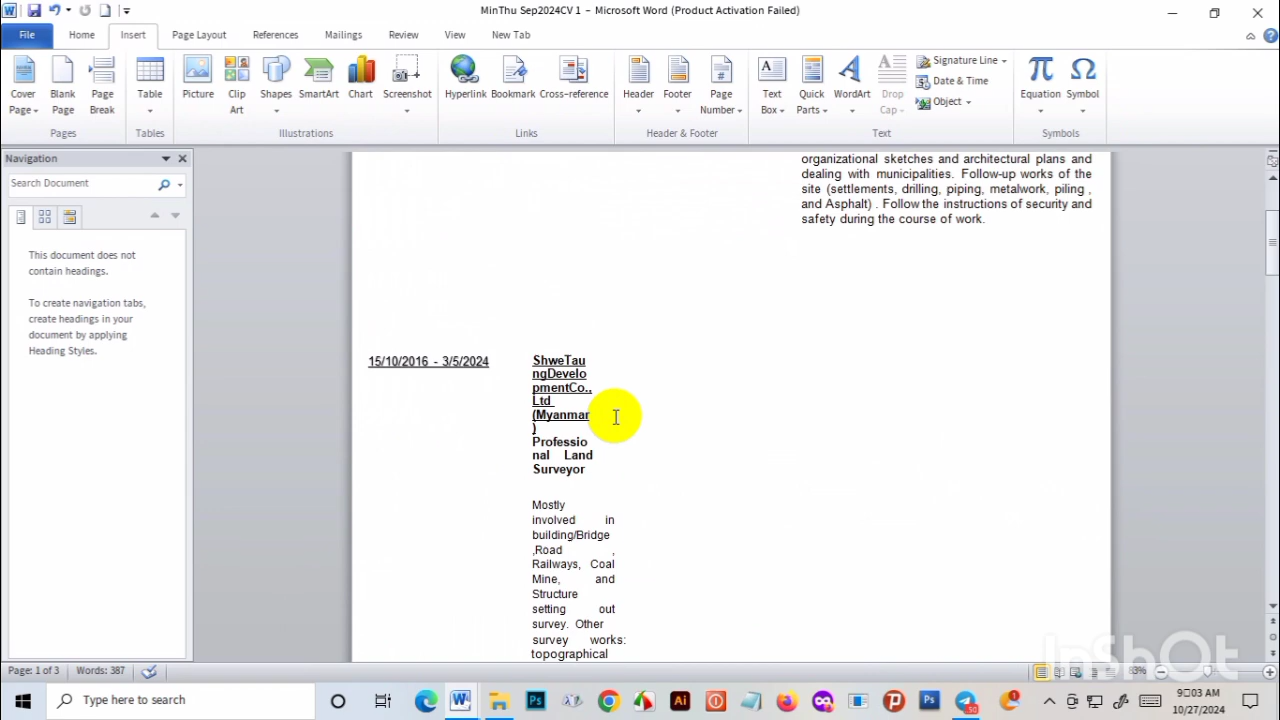 MinThu Sep2024CV 1 - Microsoft Word (Product Activation Failed)
File Home Insert Page Layout References Mailings Review View New Tab
Cover Page
Blank Page
Page Break
Table
Picture
Clip Art
Shapes
SmartArt
Chart
Screenshot
Hyperlink
Bookmark
Cross-reference
Header
Footer
Page Number
Text Box
Quick Parts
WordArt
Drop Cap
Signature Line
Date & Time
Object
Equation
Symbol
Pages Tables Illustrations Links Header & Footer Text Symbols
Navigation
Search Document
This document does not
contain headings.
To create navigation tabs,
create headings in your
document by applying
Heading Styles.
organizational sketches and architectural plans and
dealing with municipalities. Follow-up works of the
site (settlements, drilling, piping, metalwork, piling ,
and Asphalt) . Follow the instructions of security and
safety during the course of work.
15/10/2016 - 3/5/2024
ShweTau
ngDevelo
pmentCo.,
Ltd
(Myanmar
)
Professio
nal Land
Surveyor
Mostly
involved in
building/Bridge
,Road ,
Railways, Coal
Mine, and
Structure
setting out
survey. Other
survey works:
topographical
InShOt
Page: 1 of 3 Words: 387
83%
Type here to search
9:03 AM
10/27/2024